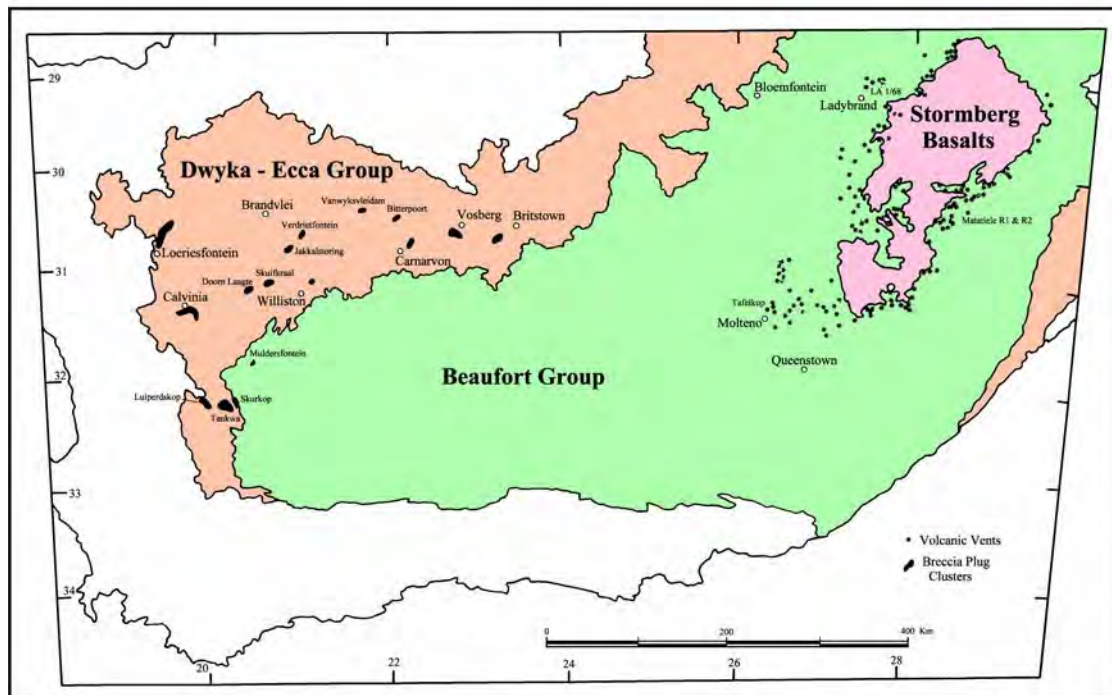 29
30
31
32
33
34
20
22
24
26
28
Bloemfontein
LA 1/68
Ladybrand
Stormberg
Basalts
Dwyka - Ecca Group
Vanwyksvleidam
Bitterpoort
Brandvlei
Verdrietfontein
Vosberg
Britstown
Matatiele R1 & R2
Loeriesfontein
Jakkalstoring
Carnarvon
Skuifkraal
Doorn Laagte
Calvinia
Williston
Tafelkop
Molteno
Muldersfontein
Queenstown
Beaufort Group
Luiperdskop
Skurkop
Tankwa
Volcanic Vents
Breccia Plug
Clusters
0
200
400 Km